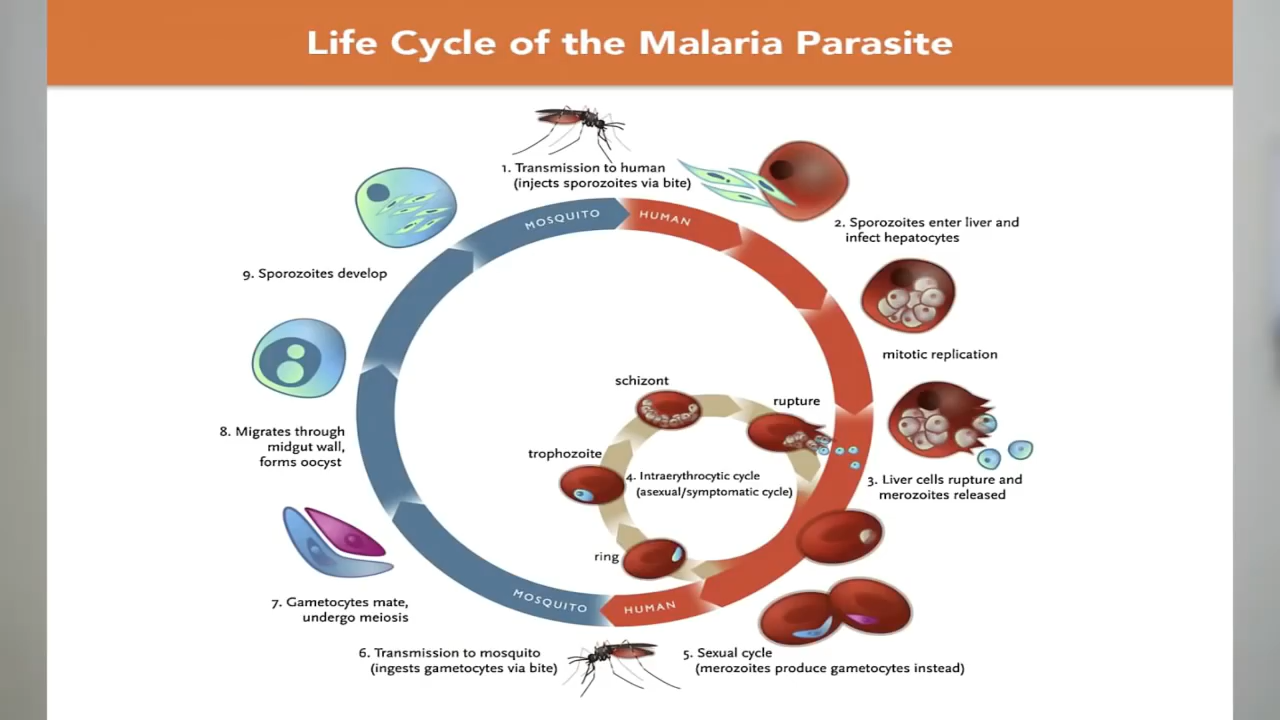 Life Cycle of the Malaria Parasite
1. Transmission to human
(injects sporozoites via bite)
MOSQUITO
HUMAN
2. Sporozoites enter liver and
infect hepatocytes
9. Sporozoites develop
mitotic replication
schizont
rupture
8. Migrates through
midgut wall,
forms oocyst
trophozoite
4. Intraerythrocytic cycle
(asexual/symptomatic cycle)
3. Liver cells rupture and
merozoites released
ring
7. Gametocytes mate,
undergo meiosis
MOSQUITO
HUMAN
6. Transmission to mosquito
(ingests gametocytes via bite)
5. Sexual cycle
(merozoites produce gametocytes instead)